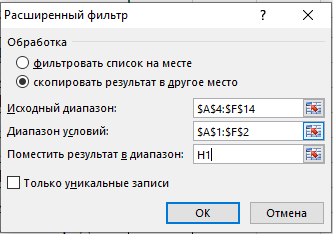 Расширенный фильтр
Обработка
фильтровать список на месте
скопировать результат в другое место
Исходный диапазон: $A$4:$F$14
Диапазон условий: $A$1:$F$2
Поместить результат в диапазон: H1
Только уникальные записи
ОК Отмена